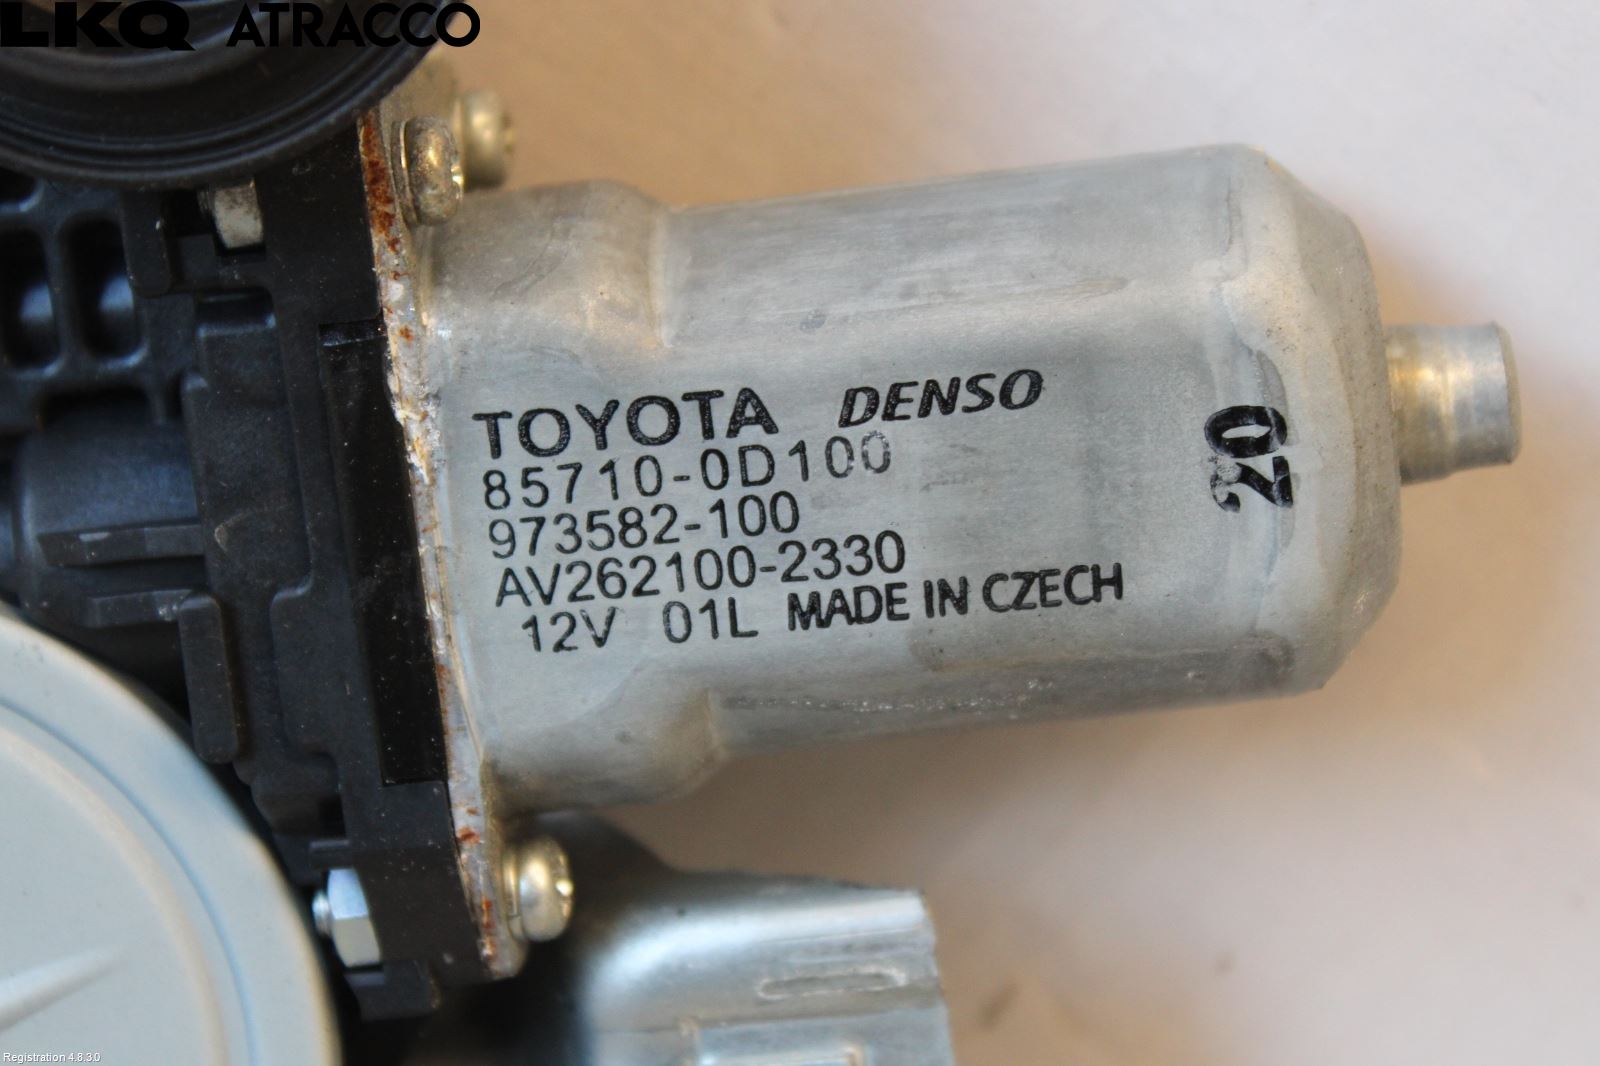 LKQ ATRACCO
TOYOTA DENSO
85710-0D100
973582-100
AV262100-2330
12V 01L MADE IN CZECH
20
Registration 4.8.3.0